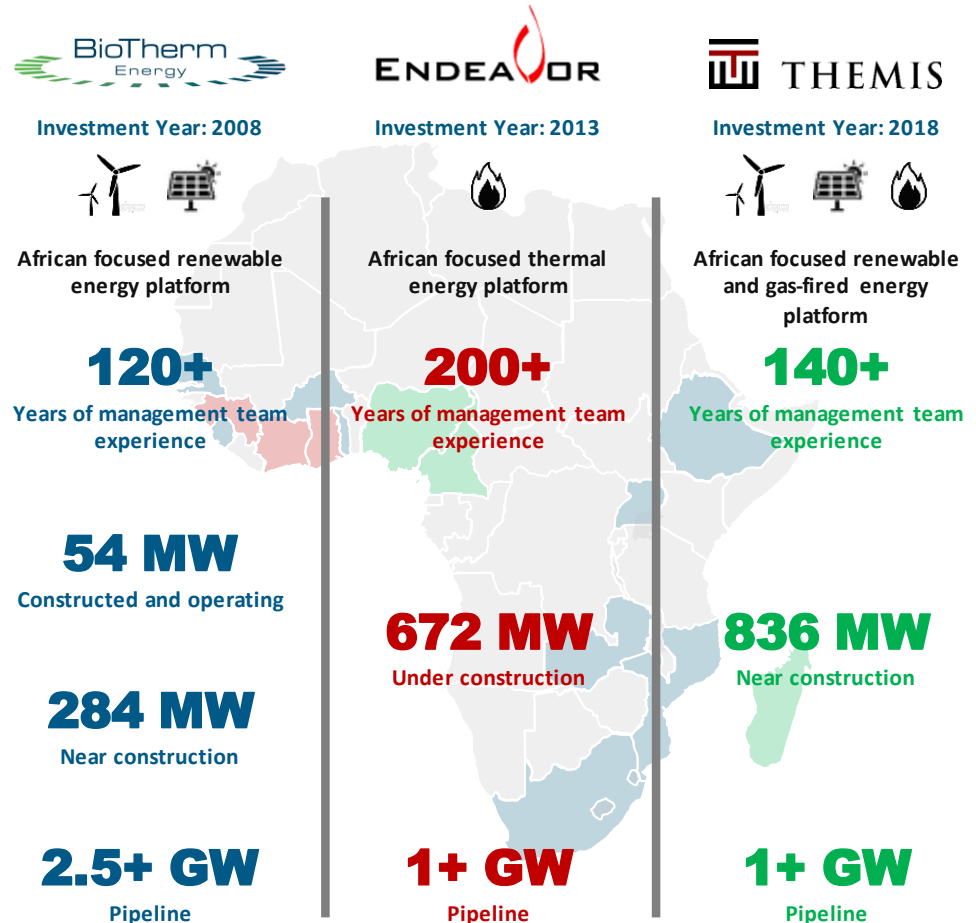 BioTherm
Energy
Investment Year: 2008
African focused renewable
energy platform
120+
Years of management team
experience
54 MW
Constructed and operating
284 MW
Near construction
2.5+ GW
Pipeline
ENDEAVOR
Investment Year: 2013
African focused thermal
energy platform
200+
Years of management team
experience
672 MW
Under construction
1+ GW
Pipeline
THEMIS
Investment Year: 2018
African focused renewable
and gas-fired energy
platform
140+
Years of management team
experience
836 MW
Near construction
1+ GW
Pipeline